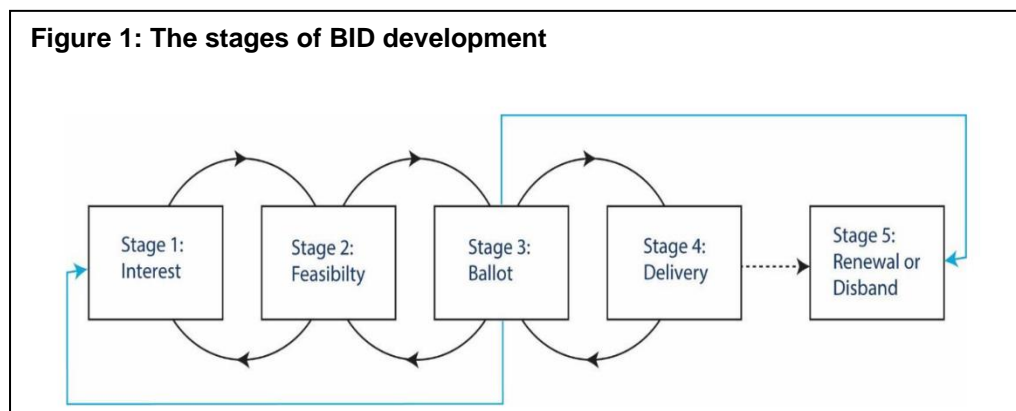 Figure 1: The stages of BID development
Stage 1:
Interest
Stage 2:
Feasibilty
Stage 3:
Ballot
Stage 4:
Delivery
Stage 5:
Renewal or
Disband